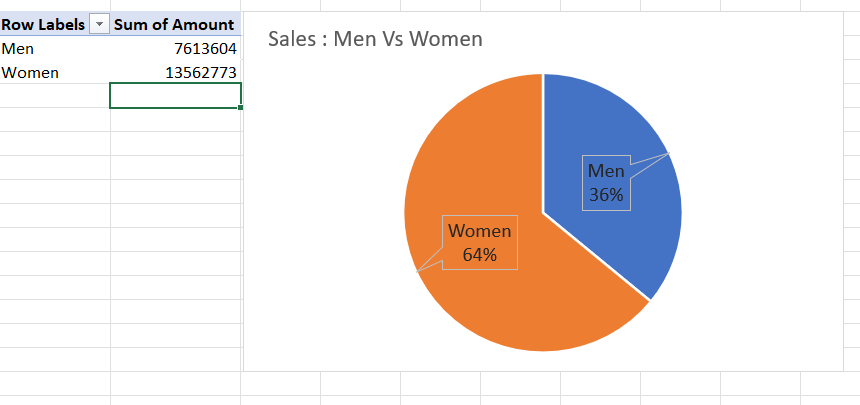 Row Labels Sum of Amount
Men 7613604
Women 13562773
Sales : Men Vs Women
Men
36%
Women
64%